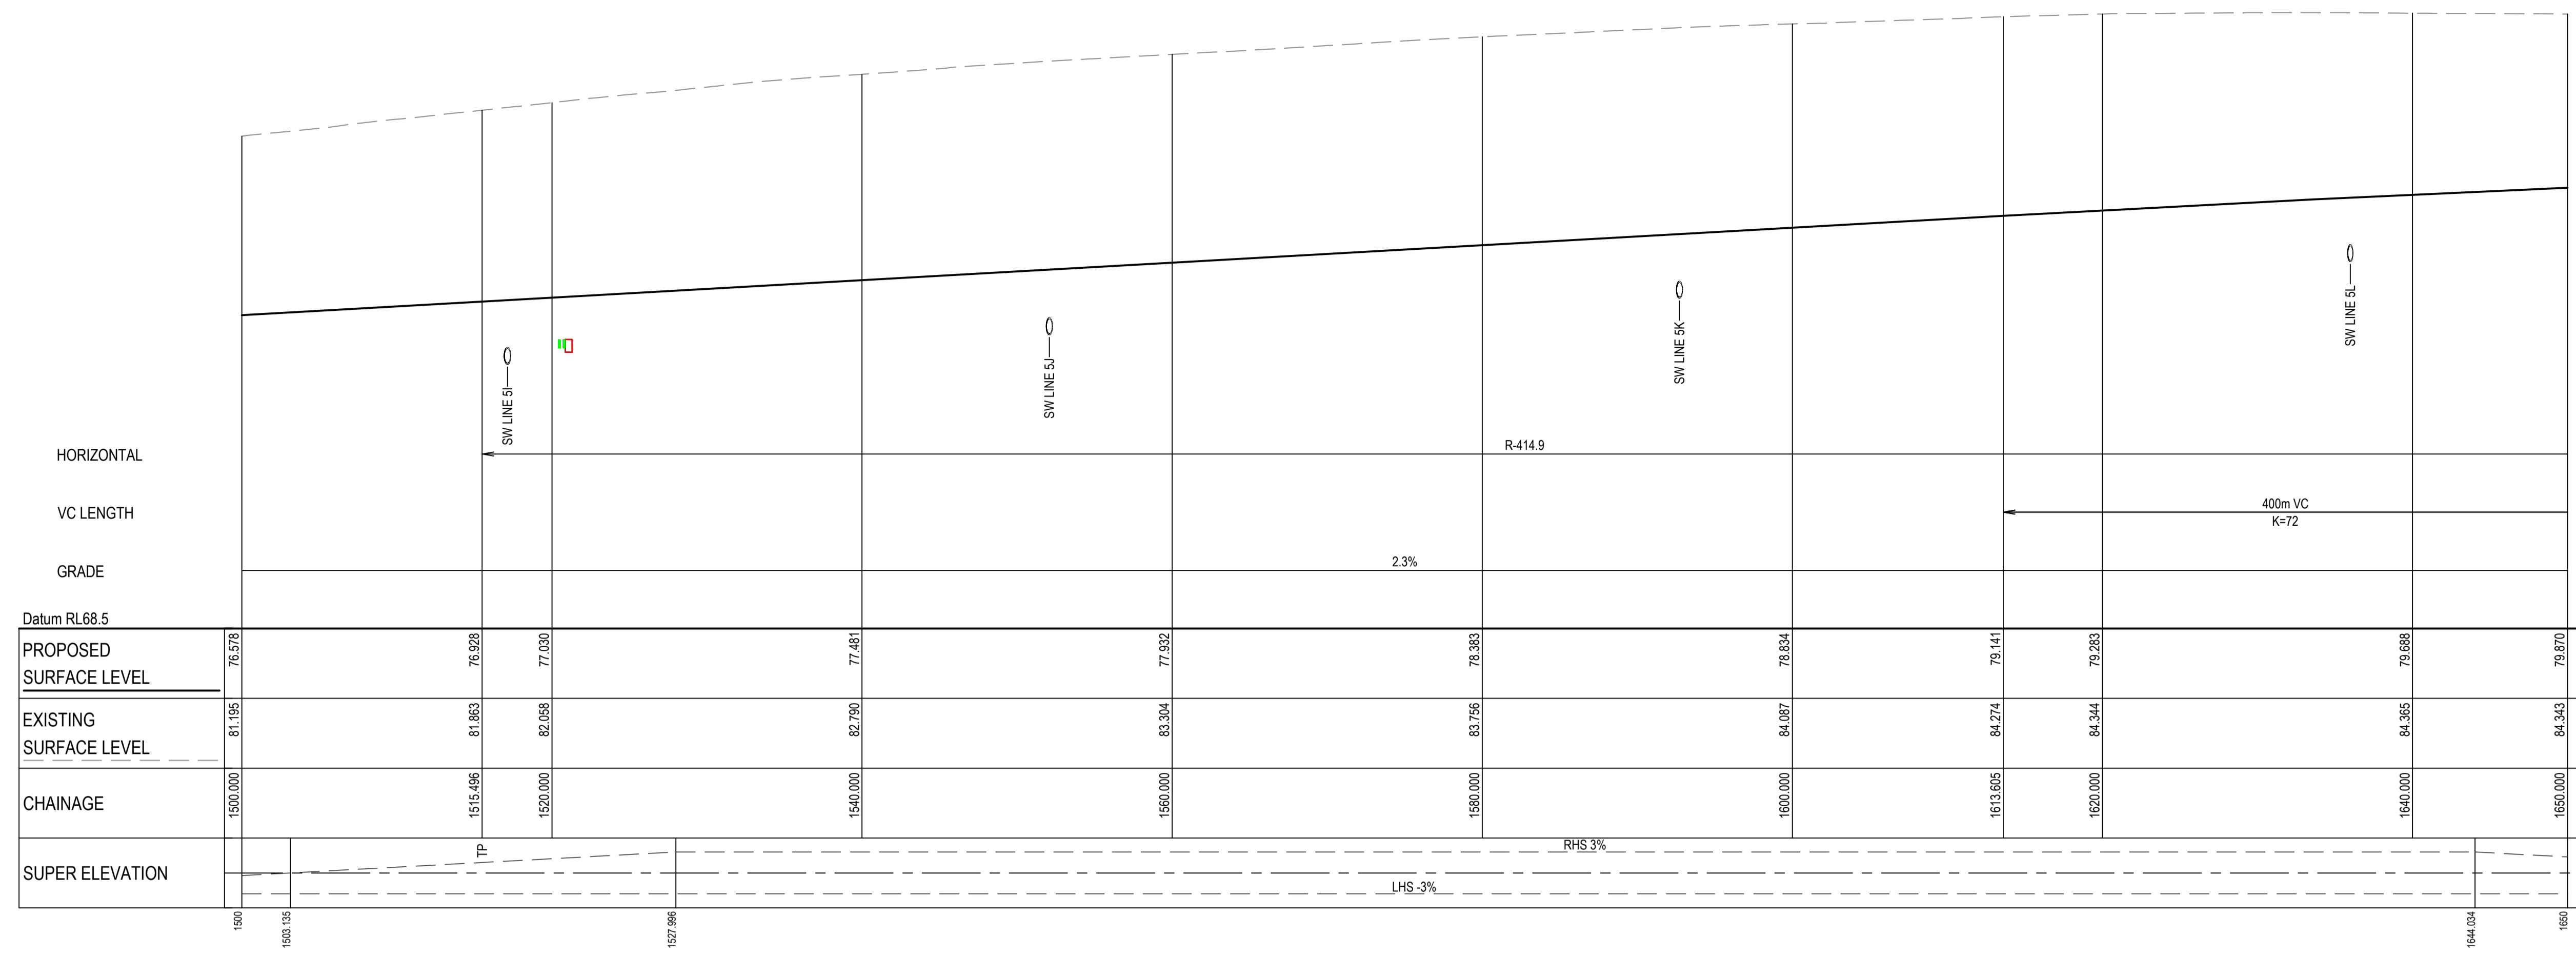 SW LINE 5I
SW LINE 5J
SW LINE 5K
SW LINE 5L
HORIZONTAL
R-414.9
VC LENGTH
400m VC
K=72
GRADE
2.3%
Datum RL68.5
PROPOSED
SURFACE LEVEL
76.578
76.928
77.030
77.481
77.932
78.383
78.834
79.141
79.283
79.688
79.870
EXISTING
SURFACE LEVEL
81.195
81.863
82.058
82.790
83.304
83.756
84.087
84.274
84.344
84.365
84.343
CHAINAGE
1500.000
1515.496
1520.000
1540.000
1560.000
1580.000
1600.000
1613.605
1620.000
1640.000
1650.000
SUPER ELEVATION
TP
RHS 3%
LHS -3%
1500
1503.135
1527.996
1644.034
1650